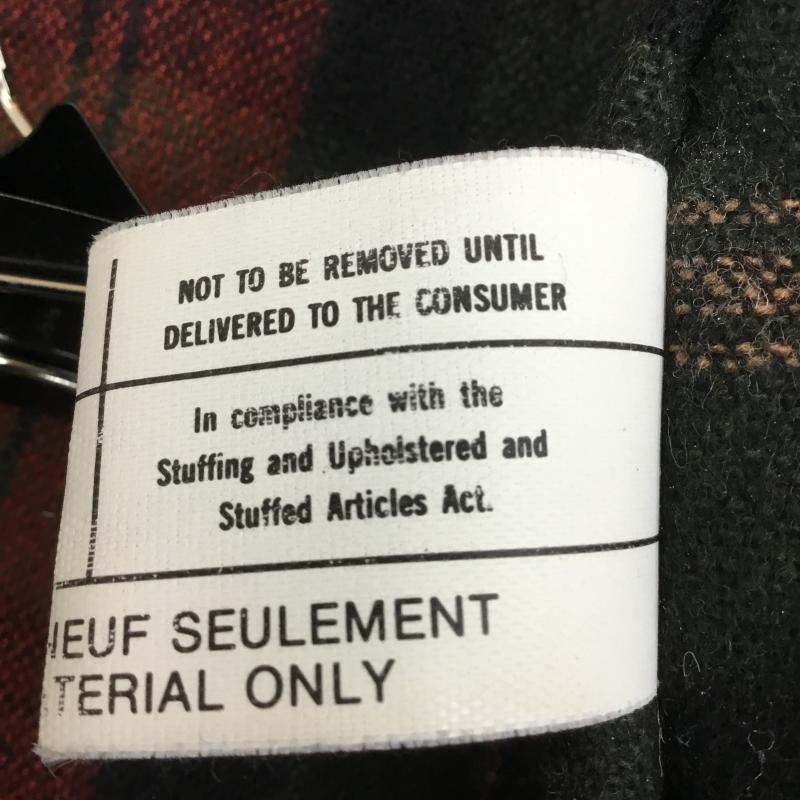 NOT TO BE REMOVED UNTIL
DELIVERED TO THE CONSUMER
In compliance with the
Stuffing and Upholstered and
Stuffed Articles Act.
NEUF SEULEMENT
TERIAL ONLY